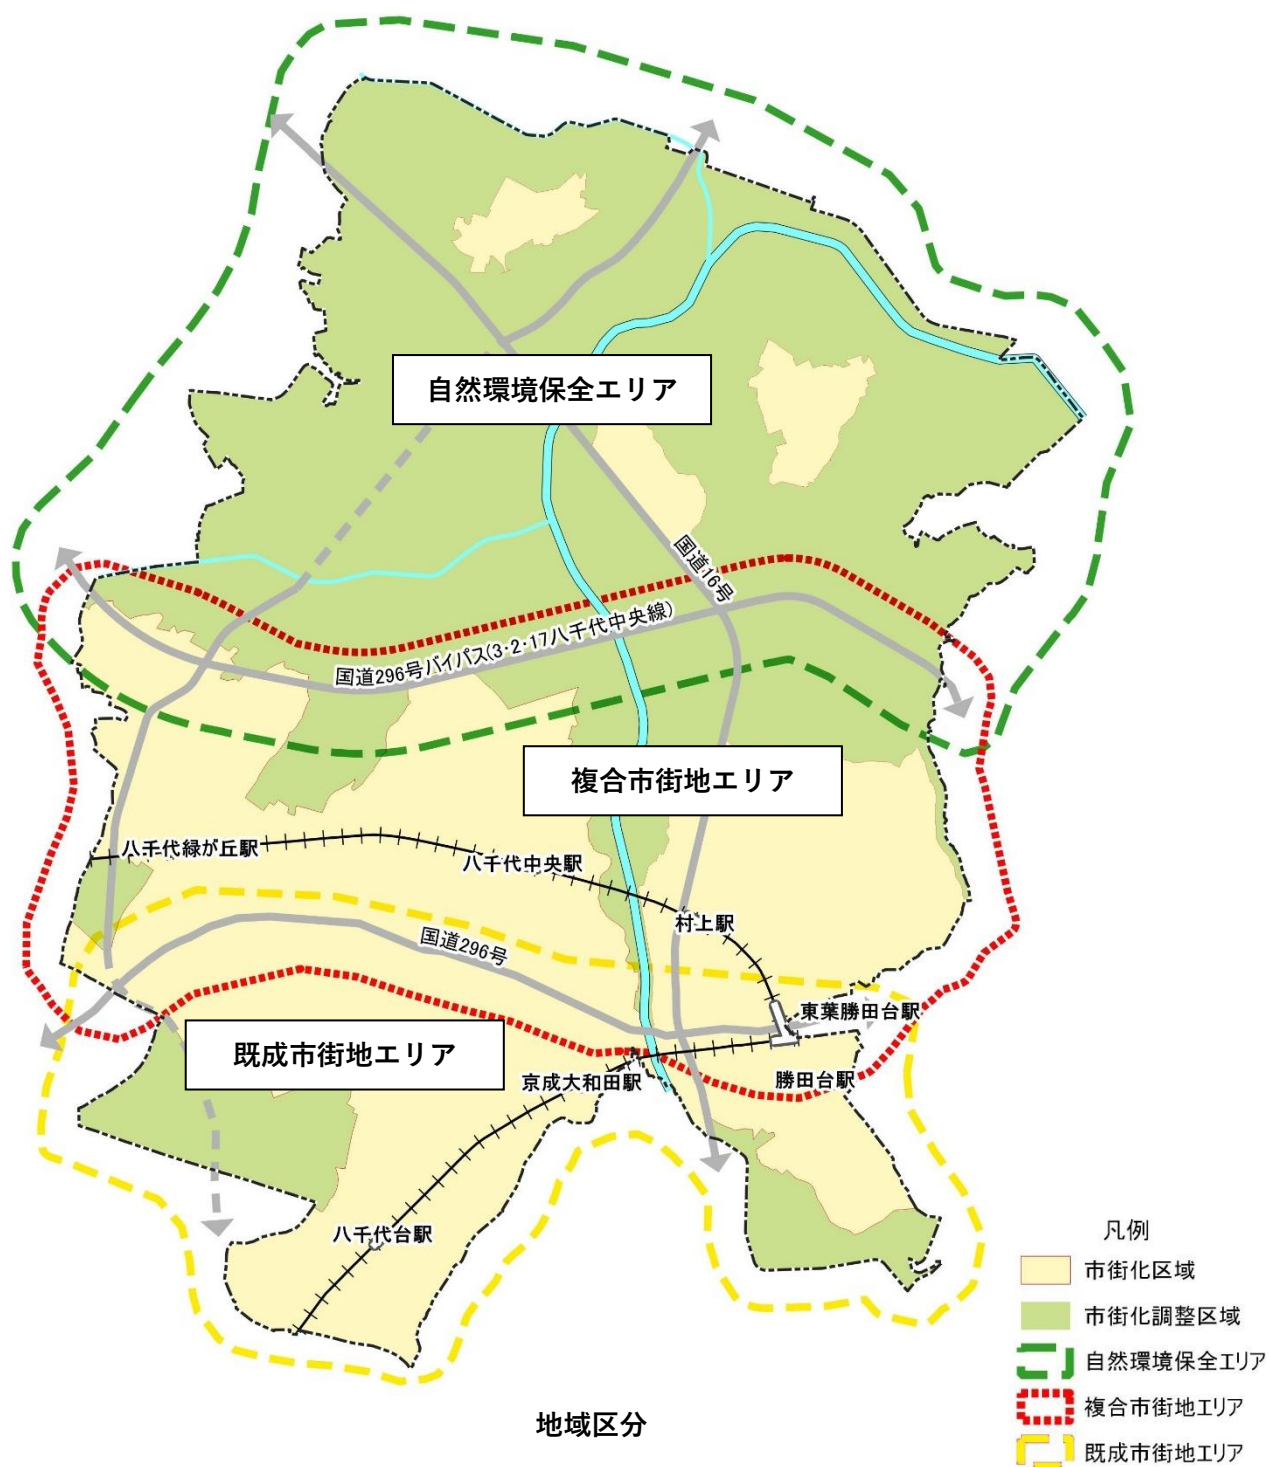 自然環境保全エリア
国道16号
国道296号バイパス(3・2・17八千代中央線)
複合市街地エリア
八千代緑が丘駅
八千代中央駅
村上駅
国道296号
東葉勝田台駅
既成市街地エリア
京成大和田駅
勝田台駅
八千代台駅
凡例
市街化区域
市街化調整区域
自然環境保全エリア
複合市街地エリア
既成市街地エリア
地域区分